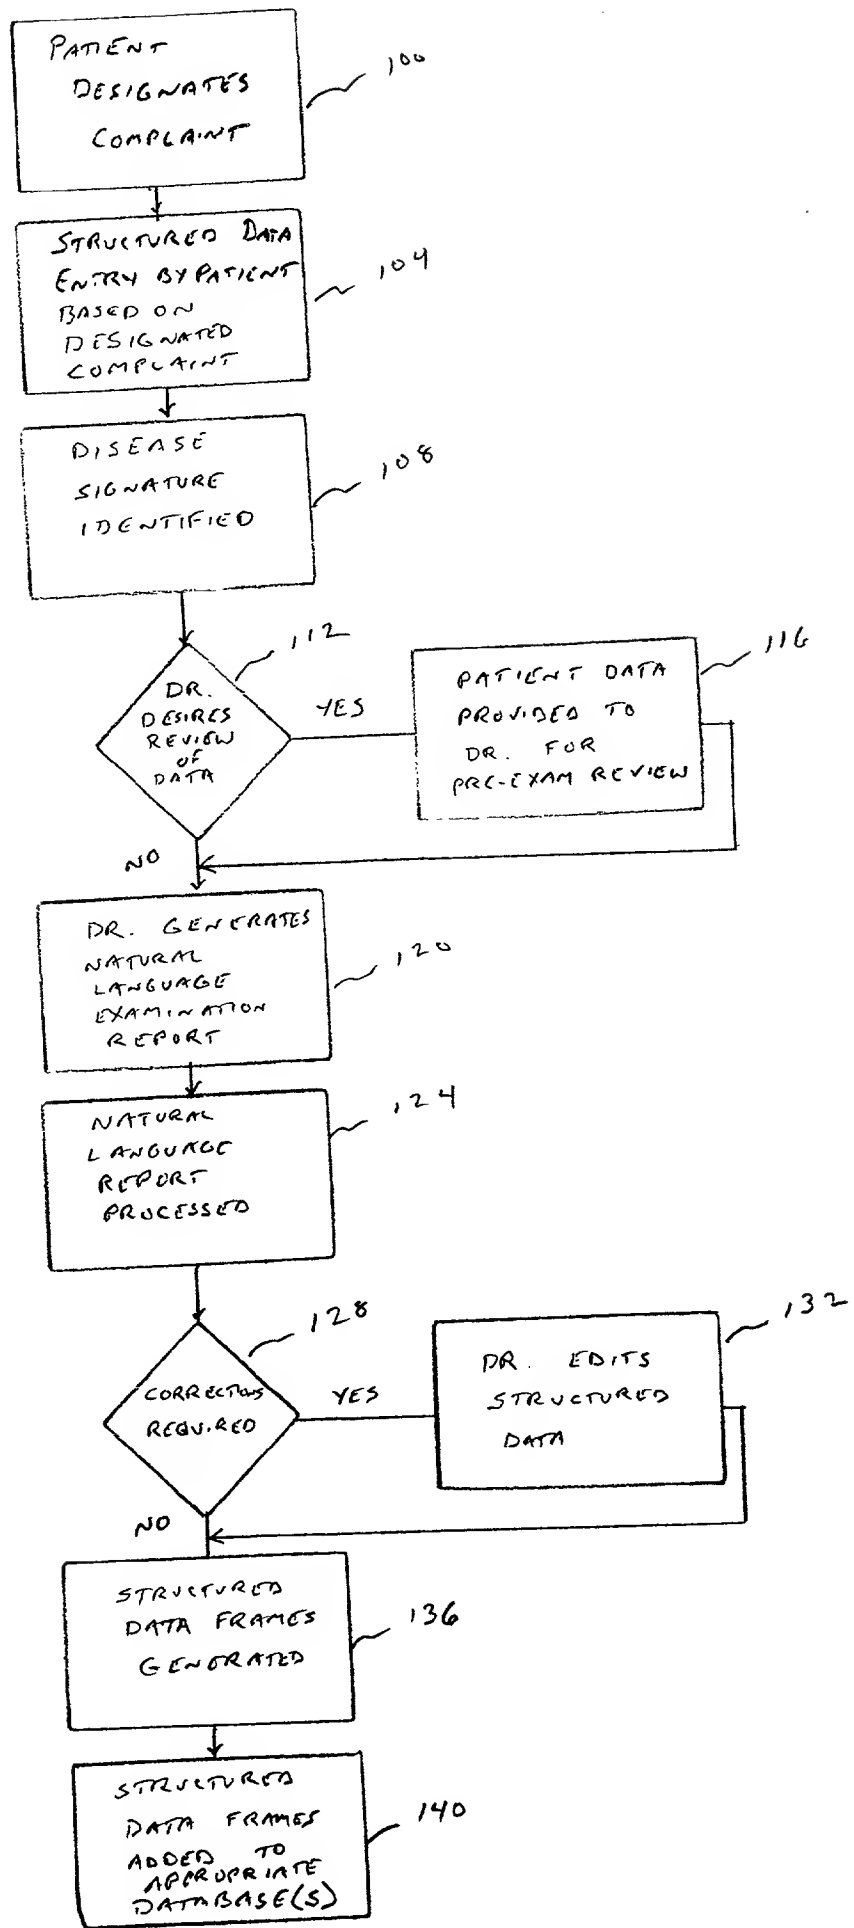 PATIENT
DESIGNATES
COMPLAINT
100
STRUCTURED DATA
ENTRY BY PATIENT
BASED ON
DESIGNATED
COMPLAINT
104
DISEASE
SIGNATURE
IDENTIFIED
108
DR.
DESIRES
REVIEW
OF
DATA
112
YES
PATIENT DATA
PROVIDED TO
DR. FOR
PRE-EXAM REVIEW
116
NO
DR. GENERATES
NATURAL
LANGUAGE
EXAMINATION
REPORT
120
NATURAL
LANGUAGE
REPORT
PROCESSED
124
CORRECTIONS
REQUIRED
128
YES
DR. EDITS
STRUCTURED
DATA
132
NO
STRUCTURED
DATA FRAMES
GENERATED
136
STRUCTURED
DATA FRAMES
ADDED TO
APPROPRIATE
DATABASE(S)
140